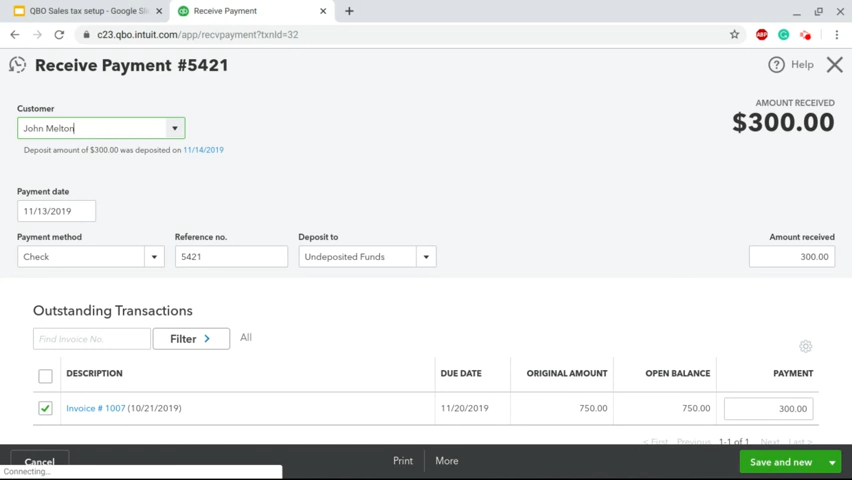 QBO Sales tax setup - Google Sli
Receive Payment
c23.qbo.intuit.com/app/recvpayment?txnId=32
ABP
Receive Payment #5421
Help
Customer
John Melton
Deposit amount of $300.00 was deposited on 11/14/2019
AMOUNT RECEIVED
$300.00
Payment date
11/13/2019
Payment method Reference no. Deposit to Amount received
Check 5421 Undeposited Funds 300.00
Outstanding Transactions
Find Invoice No. Filter > All
DESCRIPTION DUE DATE ORIGINAL AMOUNT OPEN BALANCE PAYMENT
Invoice # 1007 (10/21/2019) 11/20/2019 750.00 750.00 300.00
< First Previous 1-1 of 1 Next Last >
Cancel Print More Save and new
Connecting...